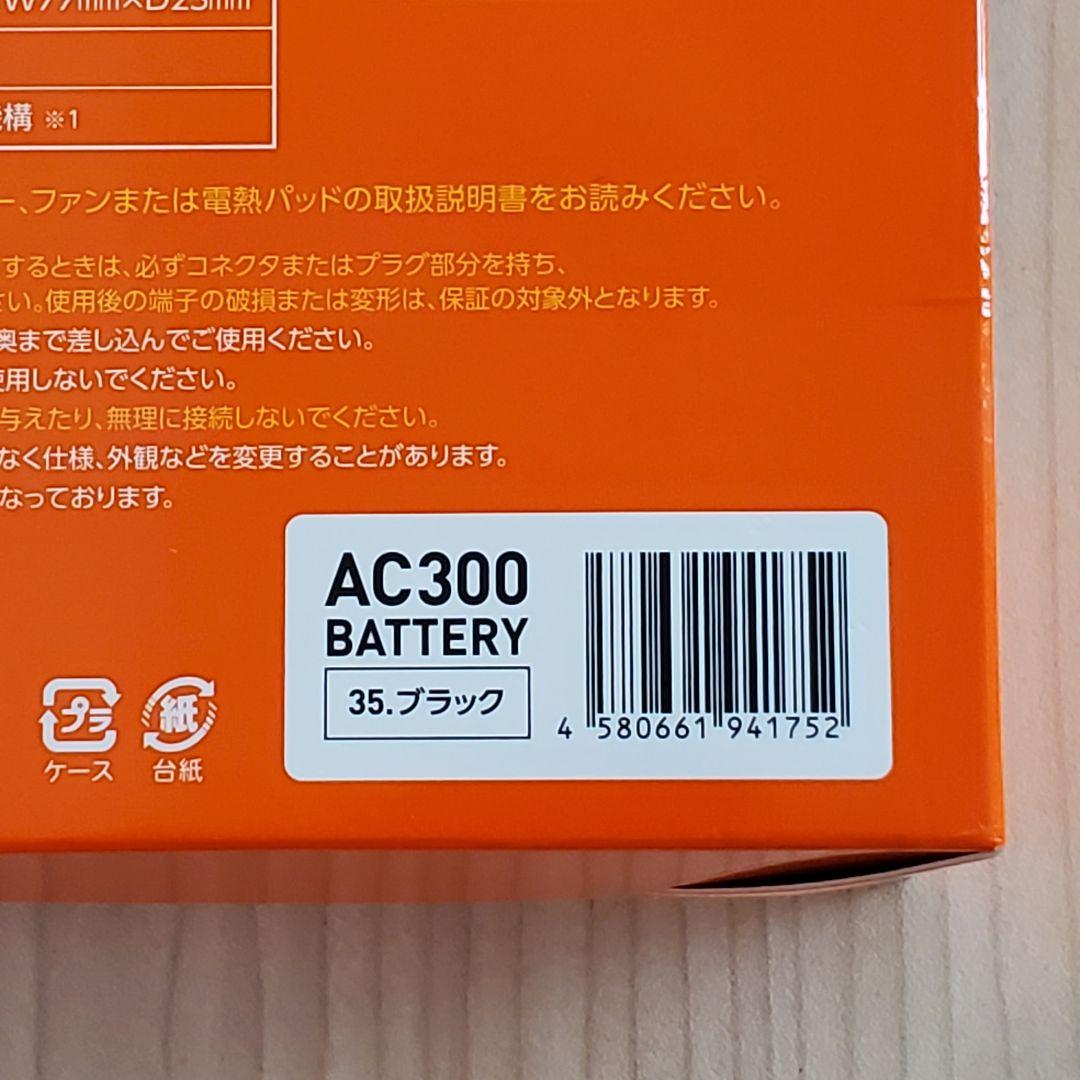 W77mm×D25mm
構 ※1
ー、ファンまたは電熱パッドの取扱説明書をお読みください。
するときは、必ずコネクタまたはプラグ部分を持ち、
さい。使用後の端子の破損または変形は、保証の対象外となります。
奥まで差し込んでご使用ください。
使用しないでください。
与えたり、無理に接続しないでください。
なく仕様、外観などを変更することがあります。
なっております。
AC300
BATTERY
35.ブラック
4 580661 941752
プラ
ケース
紙
台紙